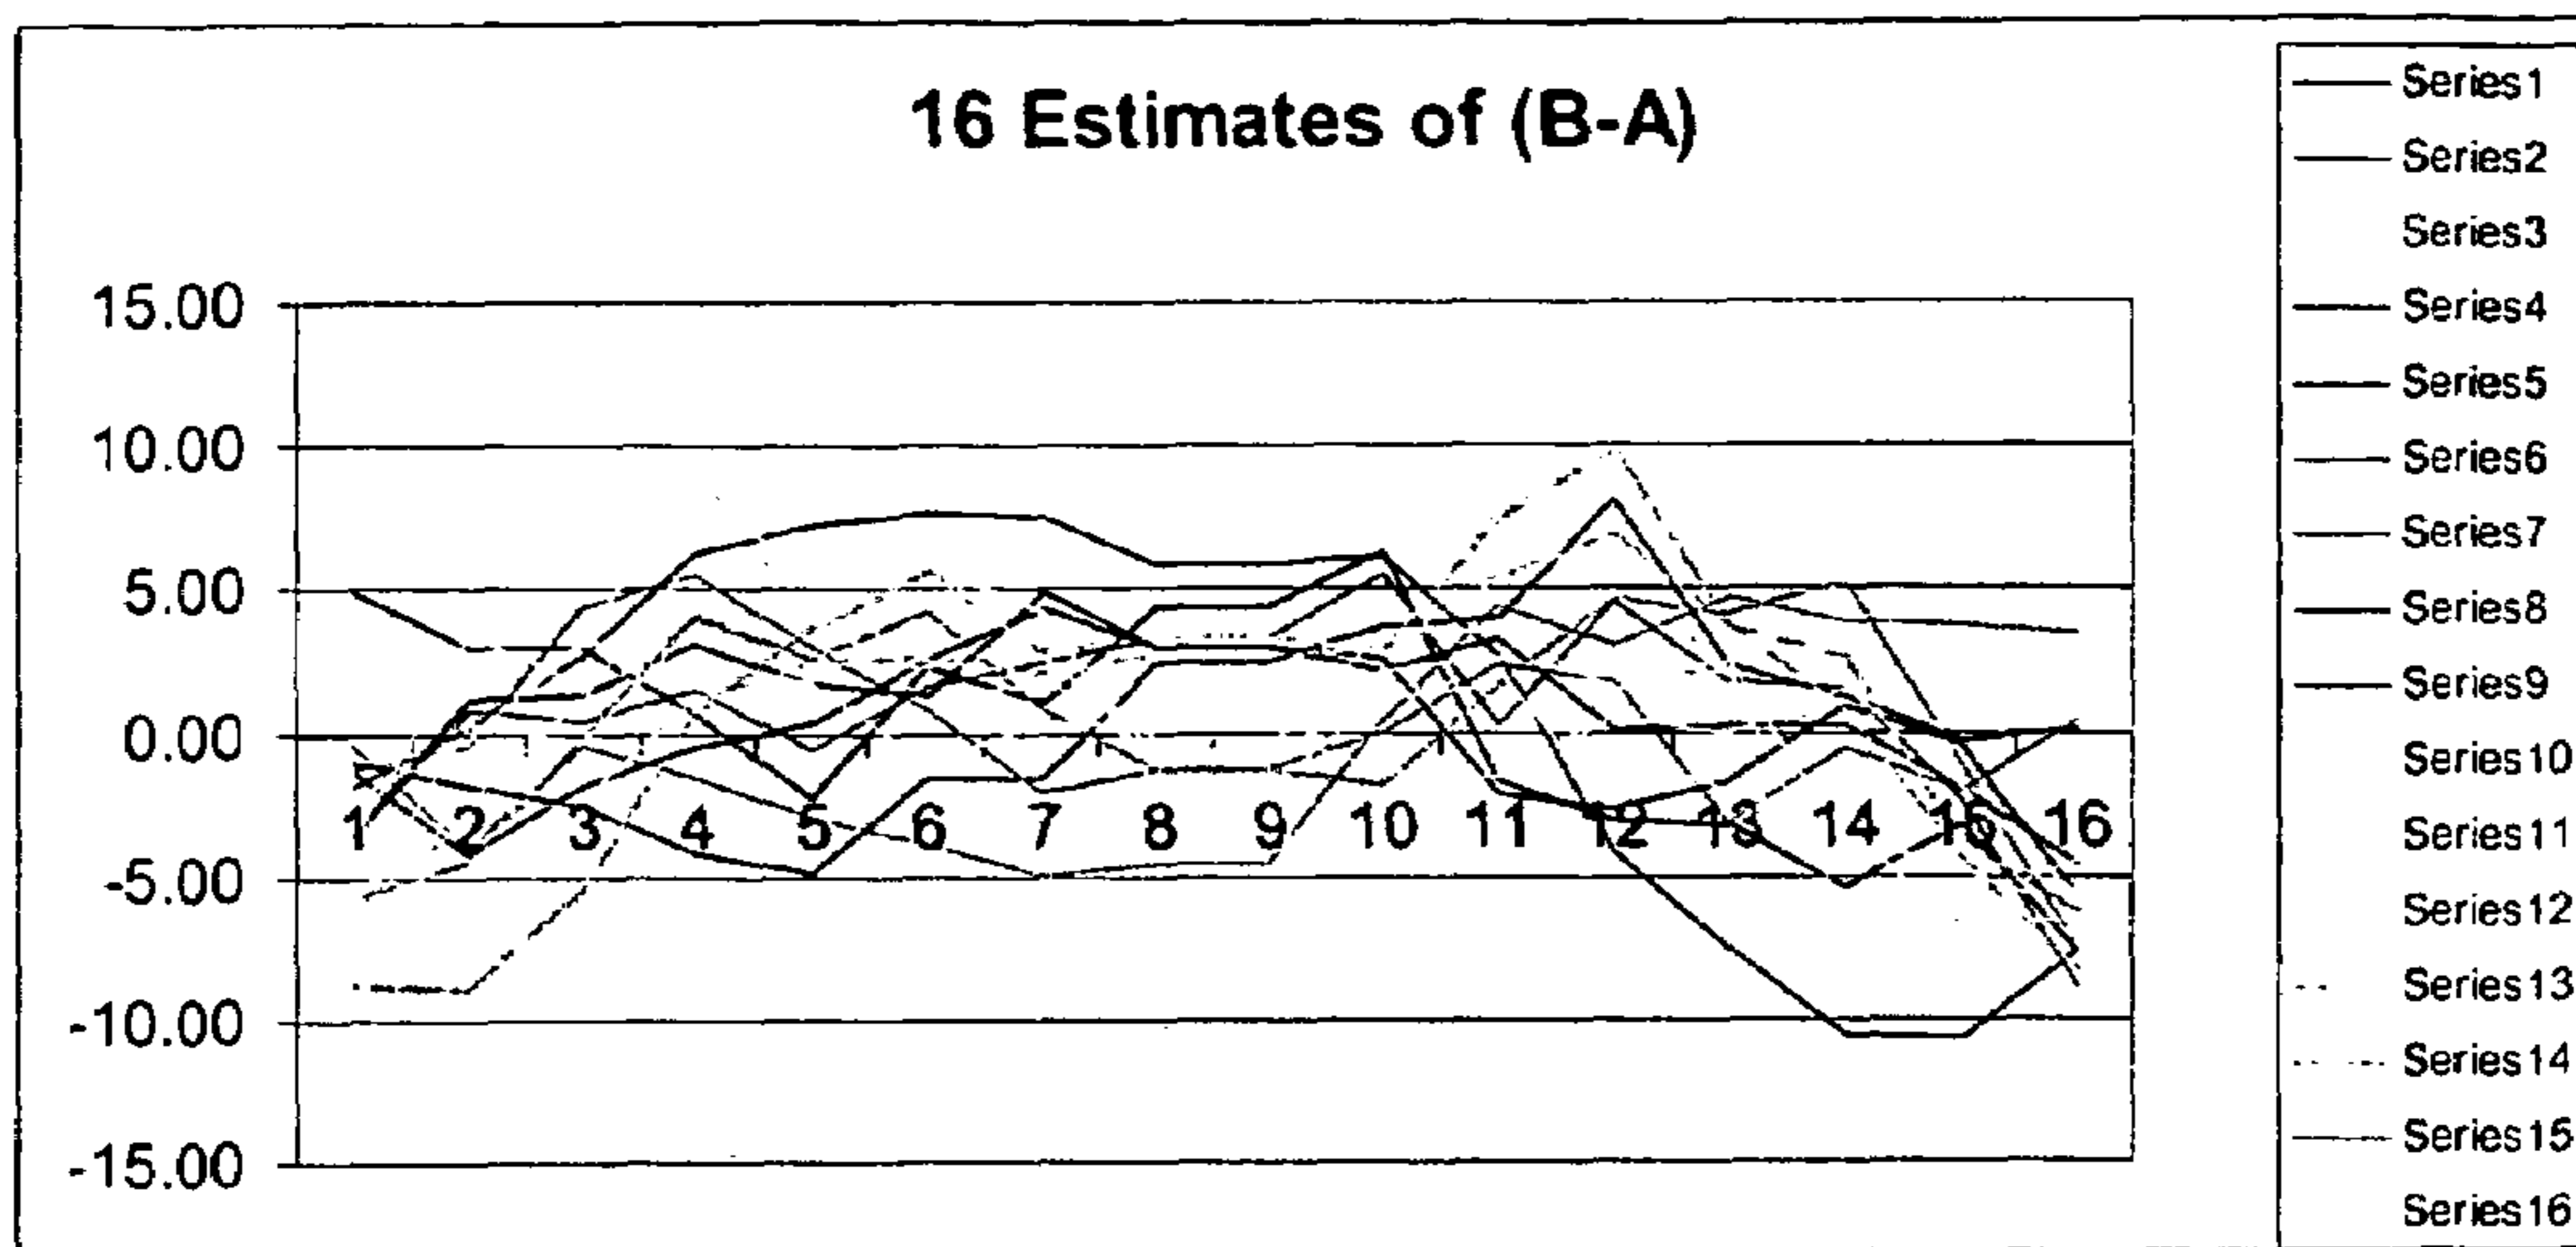 16 Estimates of (B-A)
15.00
10.00
5.00
0.00
-5.00
-10.00
-15.00
1 2 3 4 5 6 7 8 9 10 11 12 13 14 15 16
Series1
Series2
Series3
Series4
Series5
Series6
Series7
Series8
Series9
Series10
Series11
Series12
Series13
Series14
Series15
Series16